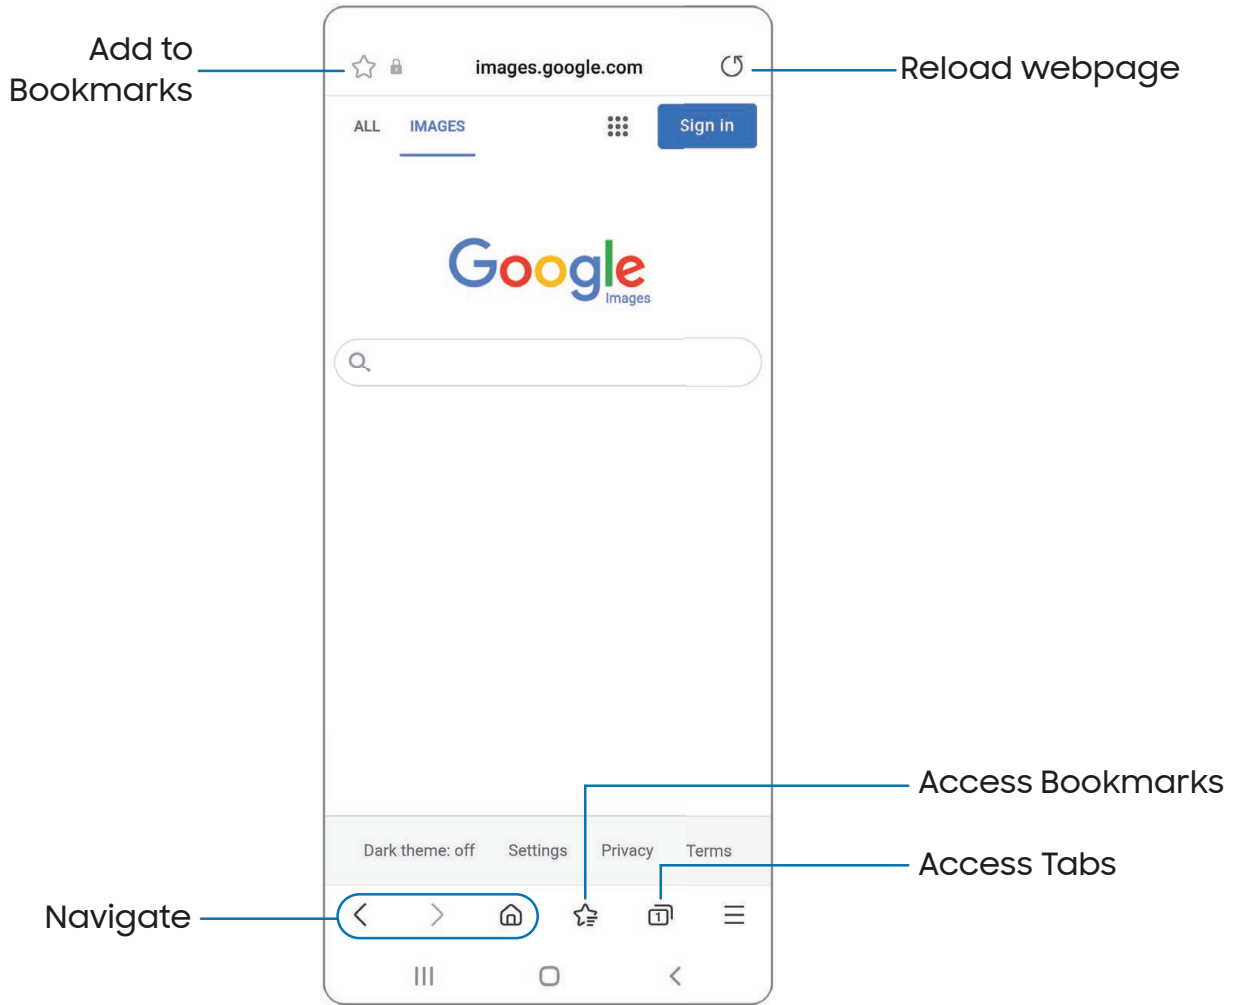 Add to
Bookmarks
images.google.com
Reload webpage
ALL IMAGES
Sign in
Google
Images
Access Bookmarks
Dark theme: off Settings Privacy Terms
Access Tabs
Navigate
1